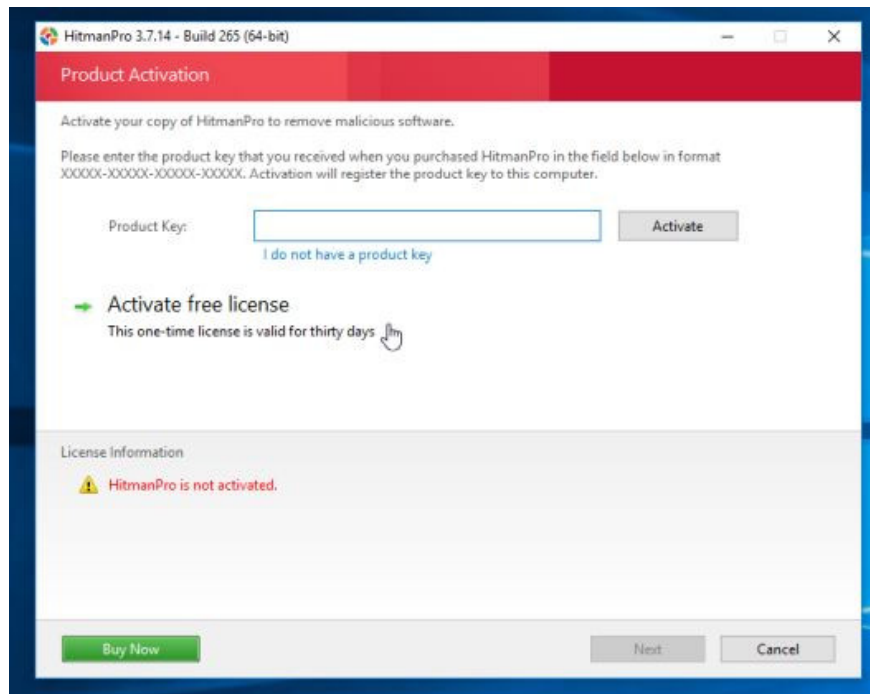 HitmanPro 3.7.14 - Build 265 (64-bit)
Product Activation
Activate your copy of HitmanPro to remove malicious software.
Please enter the product key that you received when you purchased HitmanPro in the field below in format
XXXXX-XXXXX-XXXXX-XXXXX. Activation will register the product key to this computer.
Product Key:
Activate
I do not have a product key
Activate free license
This one-time license is valid for thirty days
License Information
HitmanPro is not activated.
Buy Now
Next
Cancel